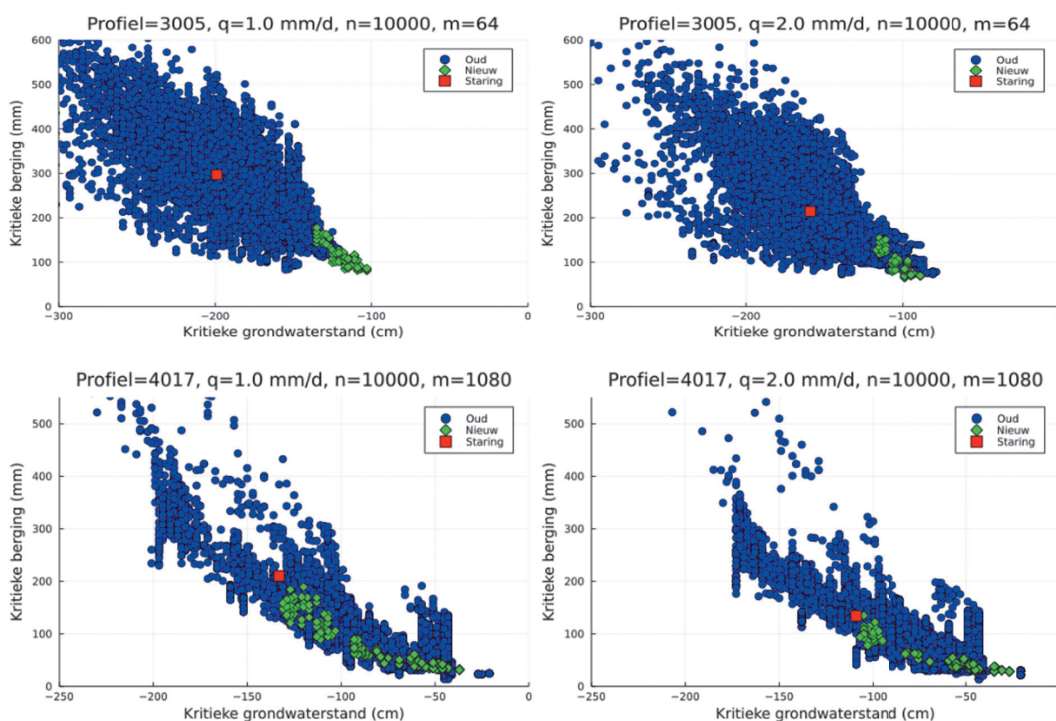 Profiel=3005, q=1.0 mm/d, n=10000, m=64
Kritieke berging (mm)
600
500
400
300
200
100
0
Oud
Nieuw
Staring
−300 −200 −100 0
Kritieke grondwaterstand (cm)
Profiel=3005, q=2.0 mm/d, n=10000, m=64
Kritieke berging (mm)
600
500
400
300
200
100
0
Oud
Nieuw
Staring
−300 −200 −100
Kritieke grondwaterstand (cm)
Profiel=4017, q=1.0 mm/d, n=10000, m=1080
Kritieke berging (mm)
500
400
300
200
100
0
Oud
Nieuw
Staring
−250 −200 −150 −100 −50 0
Kritieke grondwaterstand (cm)
Profiel=4017, q=2.0 mm/d, n=10000, m=1080
Kritieke berging (mm)
500
400
300
200
100
0
Oud
Nieuw
Staring
−250 −200 −150 −100 −50
Kritieke grondwaterstand (cm)